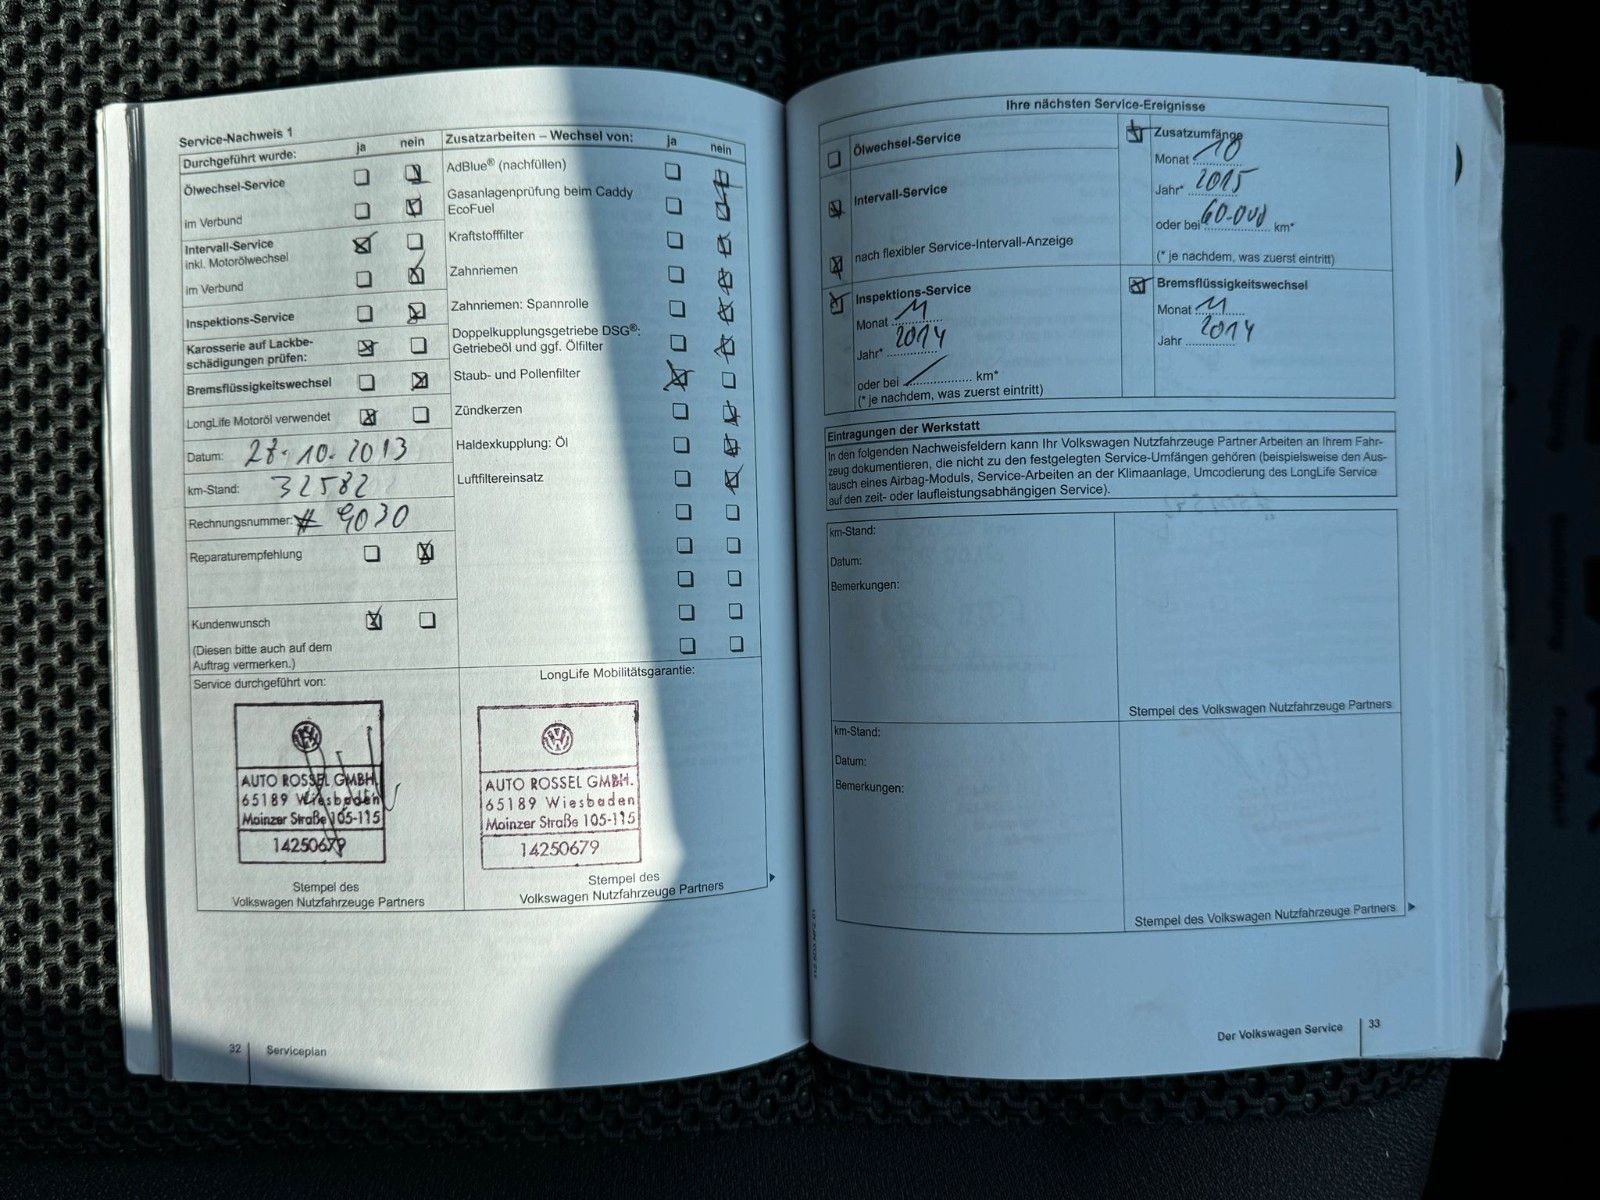 Service-Nachweis 1
Durchgeführt wurde: ja nein
Ölwechsel-Service
im Verbund
Intervall-Service
inkl. Motorölwechsel
im Verbund
Inspektions-Service
Karosserie auf Lackbe-
schädigungen prüfen:
Bremsflüssigkeitswechsel
LongLife Motoröl verwendet
Datum: 28.10.2013
km-Stand: 32582
Rechnungsnummer: # 9030
Reparaturempfehlung
Kundenwunsch
(Diesen bitte auch auf dem
Auftrag vermerken.)
Zusatzarbeiten – Wechsel von: ja nein
AdBlue® (nachfüllen)
Gasanlagenprüfung beim Caddy
EcoFuel
Kraftstofffilter
Zahnriemen
Zahnriemen: Spannrolle
Doppelkupplungsgetriebe DSG®:
Getriebeöl und ggf. Ölfilter
Staub- und Pollenfilter
Zündkerzen
Haldexkupplung: Öl
Luftfiltereinsatz
Service durchgeführt von:
AUTO ROSSEL GMBH.
65189 Wiesbaden
Mainzer Straße 105-115
14250679
Stempel des
Volkswagen Nutzfahrzeuge Partners
LongLife Mobilitätsgarantie:
AUTO ROSSEL GMBH.
65189 Wiesbaden
Mainzer Straße 105-115
14250679
Stempel des
Volkswagen Nutzfahrzeuge Partners
32 Serviceplan
Ihre nächsten Service-Ereignisse
Ölwechsel-Service
Intervall-Service
nach flexibler Service-Intervall-Anzeige
Inspektions-Service
Monat 11
Jahr* 2014
oder bei / km*
(* je nachdem, was zuerst eintritt)
Zusatzumfänge
Monat 10
Jahr* 2015
oder bei 60.000 km*
(* je nachdem, was zuerst eintritt)
Bremsflüssigkeitswechsel
Monat 11
Jahr 2014
Eintragungen der Werkstatt
In den folgenden Nachweisfeldern kann Ihr Volkswagen Nutzfahrzeuge Partner Arbeiten an Ihrem Fahr-
zeug dokumentieren, die nicht zu den festgelegten Service-Umfängen gehören (beispielsweise den Aus-
tausch eines Airbag-Moduls, Service-Arbeiten an der Klimaanlage, Umcodierung des LongLife Service
auf den zeit- oder laufleistungsabhängigen Service).
km-Stand:
Datum:
Bemerkungen:
Stempel des Volkswagen Nutzfahrzeuge Partners
km-Stand:
Datum:
Bemerkungen:
Stempel des Volkswagen Nutzfahrzeuge Partners
Der Volkswagen Service 33